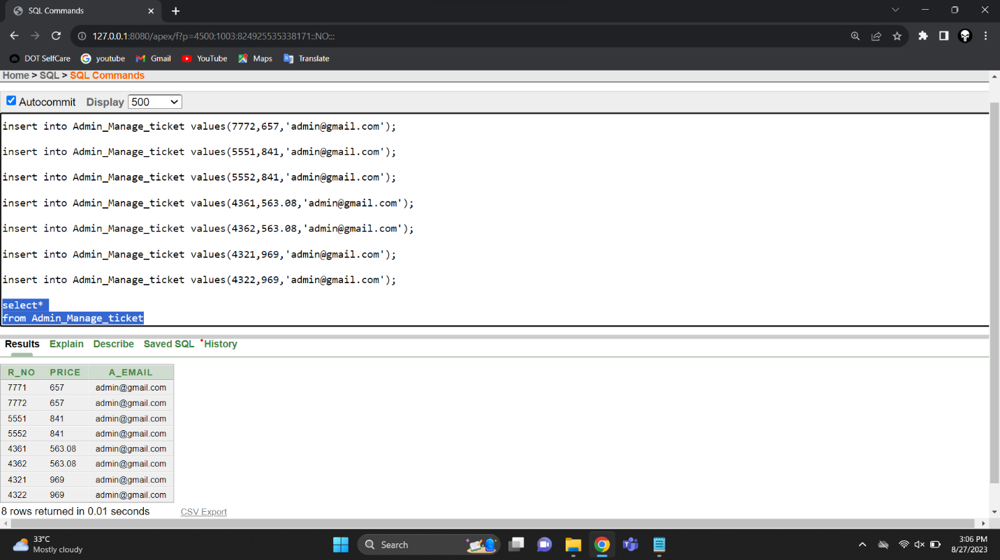 SQL Commands
127.0.0.1:8080/apex/f?p=4500:1003:824925535338171::NO:::
DOT SelfCare youtube Gmail YouTube Maps Translate
Home > SQL > SQL Commands
Autocommit Display 500
insert into Admin_Manage_ticket values(7772,657,'admin@gmail.com');
insert into Admin_Manage_ticket values(5551,841,'admin@gmail.com');
insert into Admin_Manage_ticket values(5552,841,'admin@gmail.com');
insert into Admin_Manage_ticket values(4361,563.08,'admin@gmail.com');
insert into Admin_Manage_ticket values(4362,563.08,'admin@gmail.com');
insert into Admin_Manage_ticket values(4321,969,'admin@gmail.com');
insert into Admin_Manage_ticket values(4322,969,'admin@gmail.com');
select*
from Admin_Manage_ticket
Results Explain Describe Saved SQL History
R_NO PRICE A_EMAIL
7771 657 admin@gmail.com
7772 657 admin@gmail.com
5551 841 admin@gmail.com
5552 841 admin@gmail.com
4361 563.08 admin@gmail.com
4362 563.08 admin@gmail.com
4321 969 admin@gmail.com
4322 969 admin@gmail.com
8 rows returned in 0.01 seconds CSV Export
33°C
Mostly cloudy
Search
3:06 PM
8/27/2023